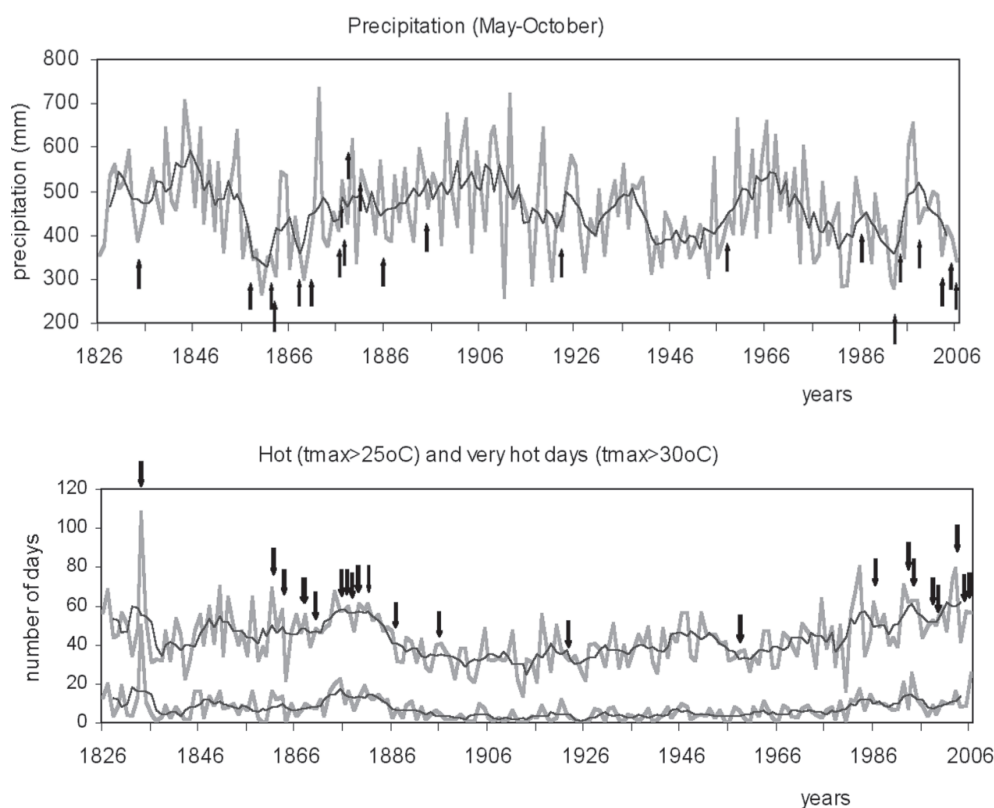 Precipitation (May-October)
precipitation (mm)
800
700
600
500
400
300
200
1826 1846 1866 1886 1906 1926 1946 1966 1986 2006
years
Hot (tmax>25oC) and very hot days (tmax>30oC)
number of days
120
100
80
60
40
20
0
1826 1846 1866 1886 1906 1926 1946 1966 1986 2006
years